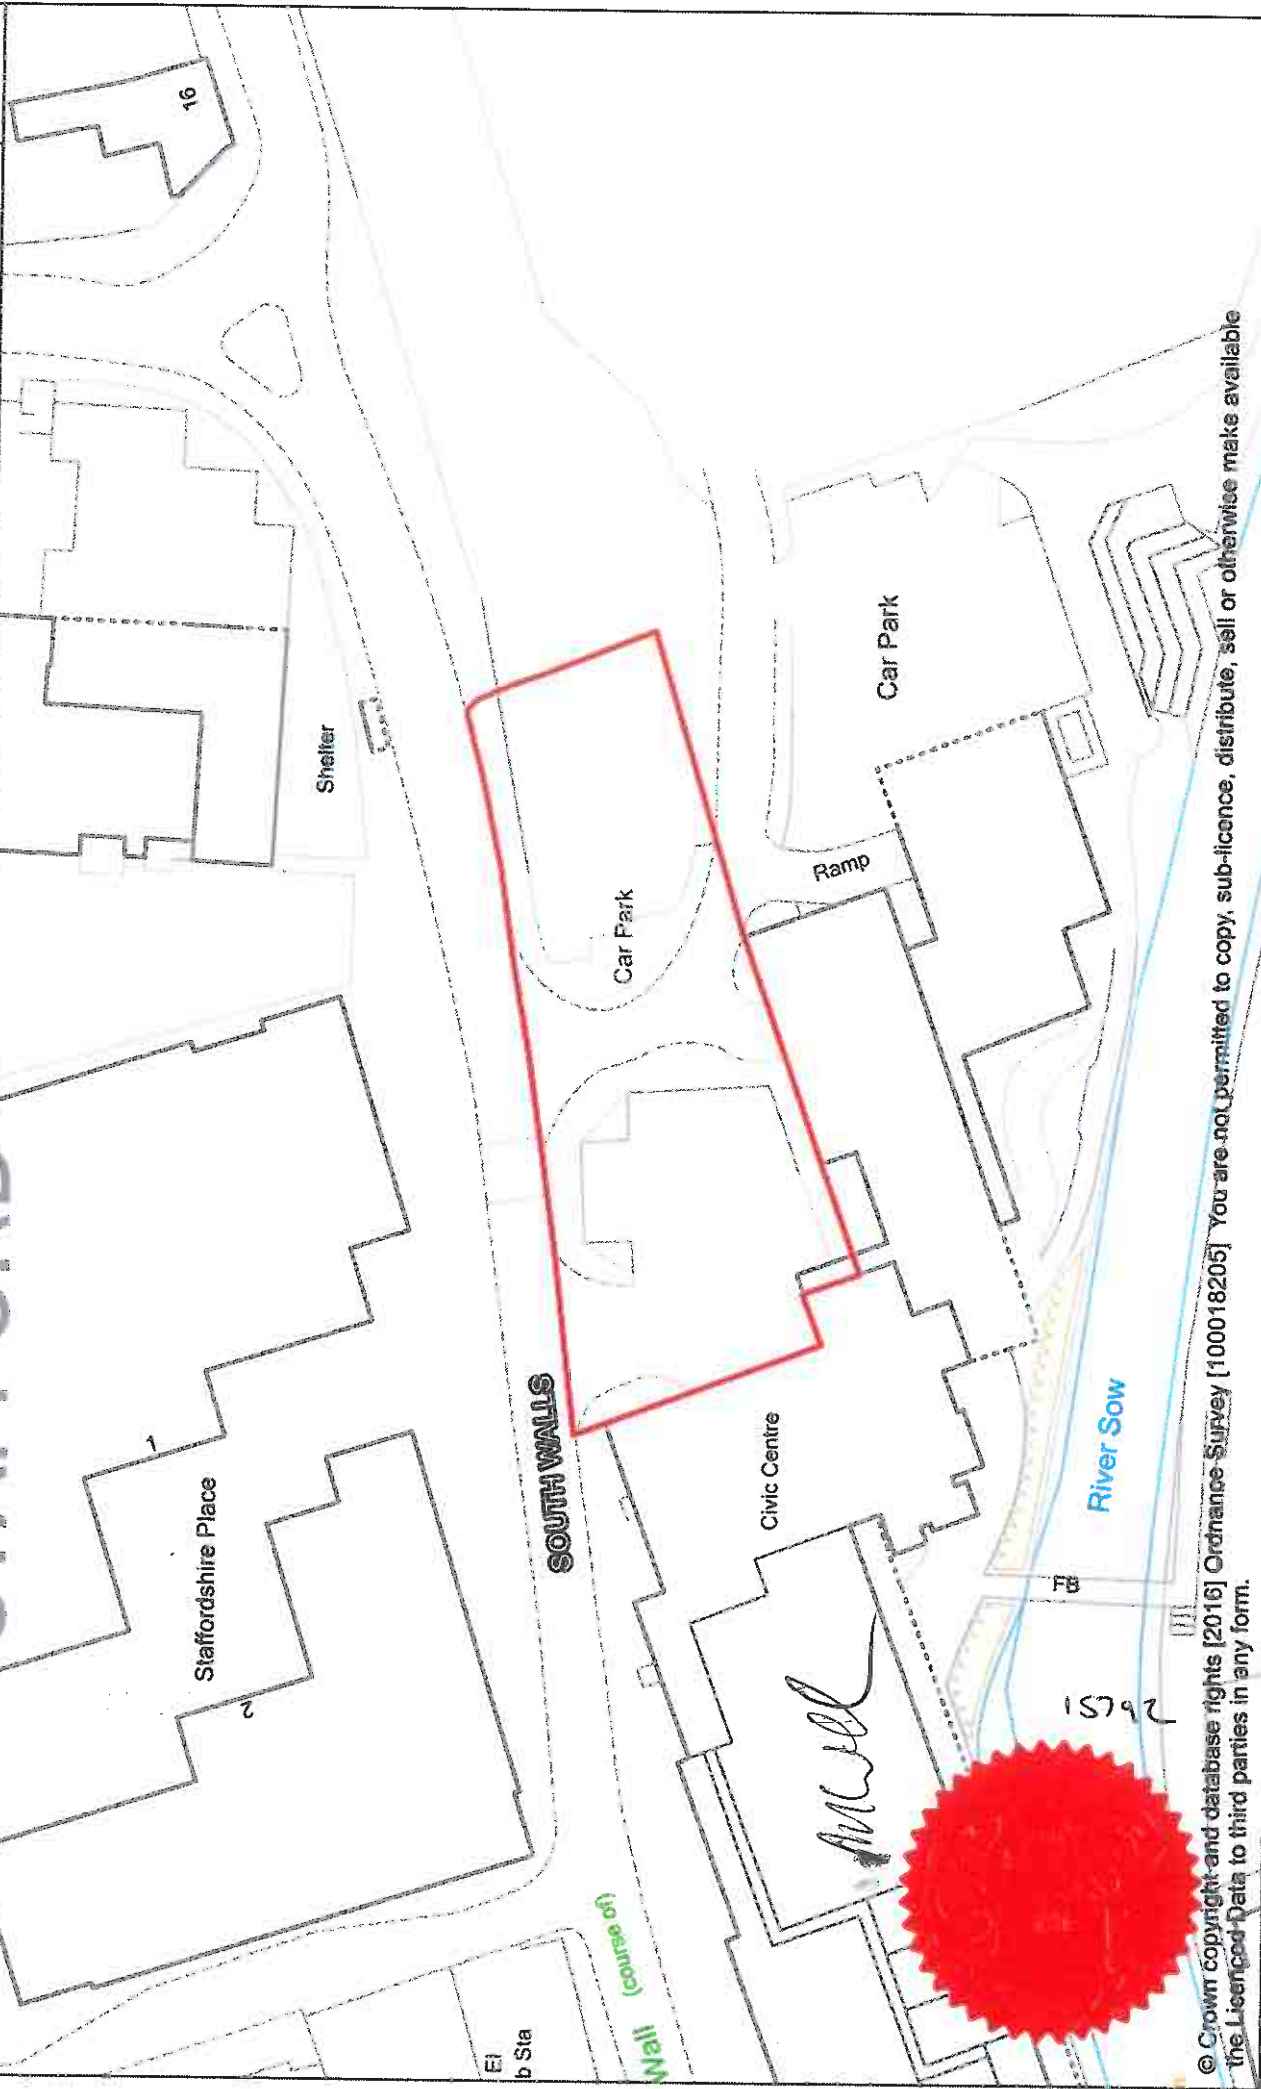 16
Shelter
Staffordshire Place
1
2
SOUTH WALLS
Car Park
Car Park
Ramp
Civic Centre
El
b Sta
Wall (course of)
River Sow
FB
15792
© Crown copyright and database rights [2016] Ordnance Survey [100018205] You are not permitted to copy, sub-licence, distribute, sell or otherwise make available
the Licenced Data to third parties in any form.